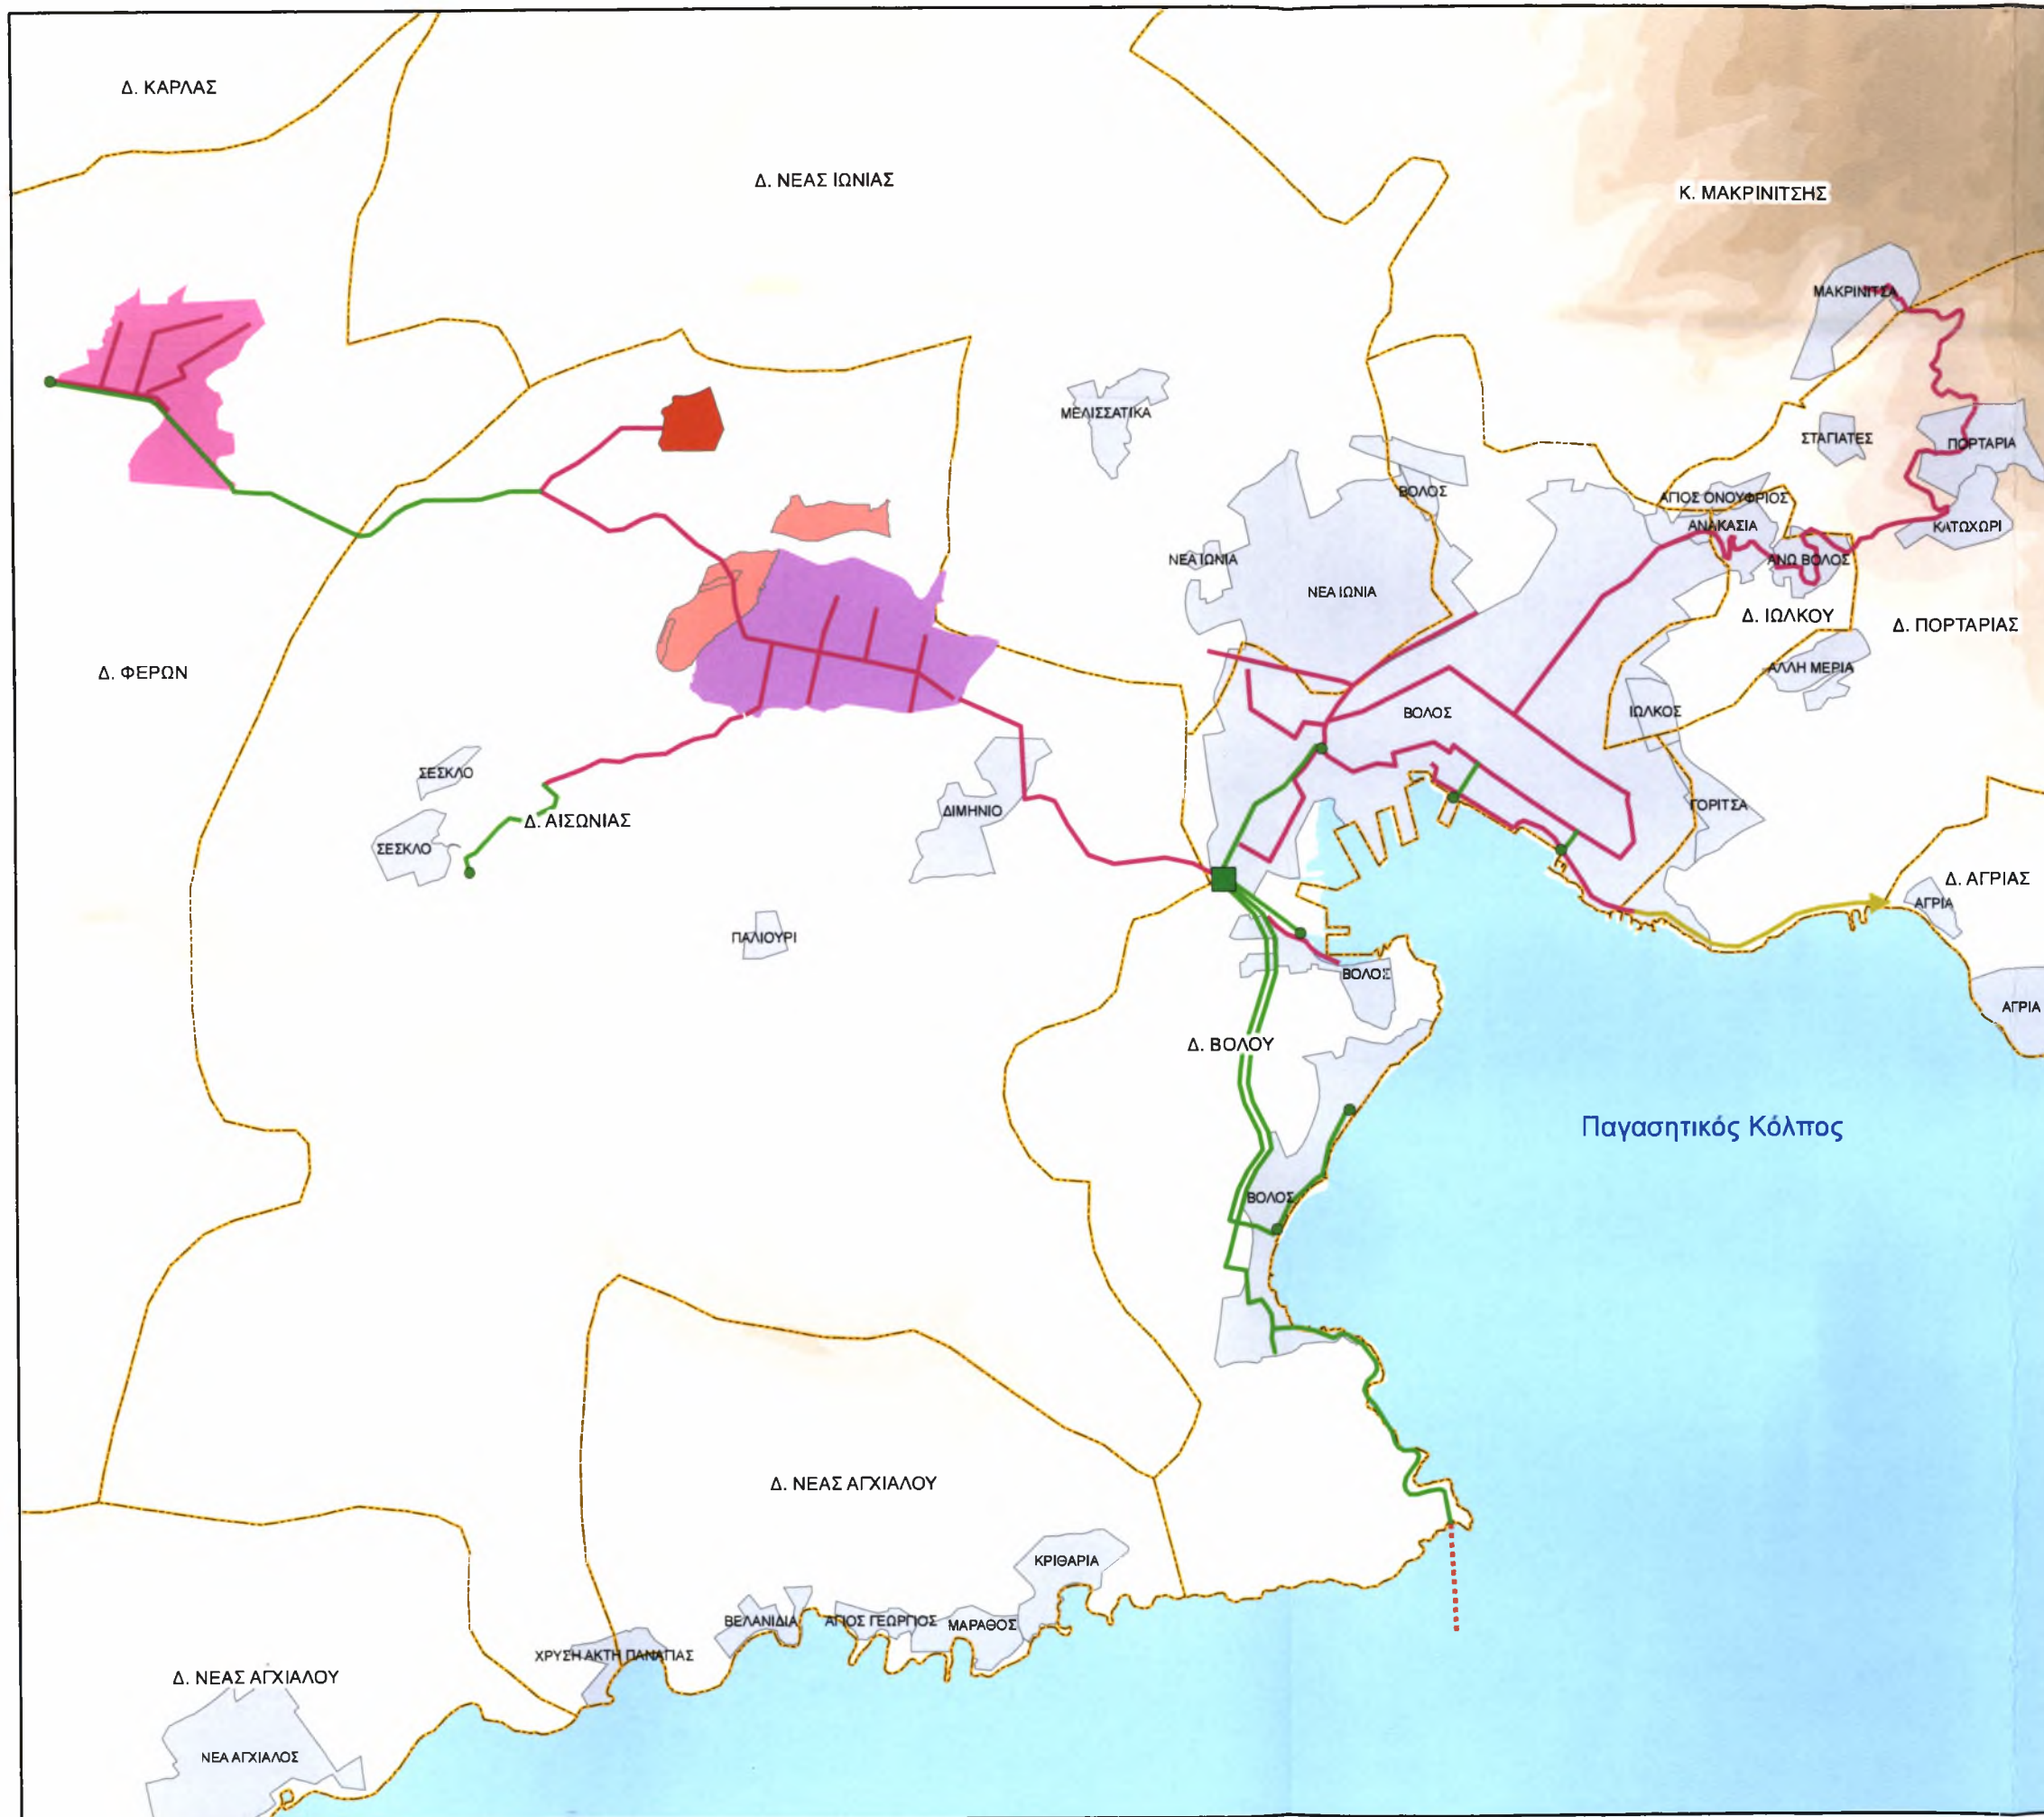 Δ. ΚΑΡΛΑΣ
Δ. ΝΕΑΣ ΙΩΝΙΑΣ
Κ. ΜΑΚΡΙΝΙΤΣΗΣ
ΜΑΚΡΙΝΙΤΣΑ
ΜΕΛΙΣΣΑΤΙΚΑ
ΣΤΑΓΙΑΤΕΣ
ΠΟΡΤΑΡΙΑ
ΒΟΛΟΣ
ΑΓΙΟΣ ΟΝΟΥΦΡΙΟΣ
ΑΝΑΚΑΣΙΑ
ΚΑΤΩΧΩΡΙ
ΝΕΑ ΙΩΝΙΑ
ΑΝΩ ΒΟΛΟΣ
ΝΕΑ ΙΩΝΙΑ
Δ. ΙΩΛΚΟΥ
Δ. ΠΟΡΤΑΡΙΑΣ
Δ. ΦΕΡΩΝ
ΑΛΛΗ ΜΕΡΙΑ
ΒΟΛΟΣ
ΙΩΛΚΟΣ
ΣΕΣΚΛΟ
ΔΙΜΗΝΙΟ
ΓΟΡΙΤΣΑ
Δ. ΑΙΣΩΝΙΑΣ
ΣΕΣΚΛΟ
Δ. ΑΓΡΙΑΣ
ΑΓΡΙΑ
ΠΑΛΙΟΥΡΙ
ΒΟΛΟΣ
ΑΓΡΙΑ
Δ. ΒΟΛΟΥ
Παγασητικός Κόλπος
ΒΟΛΟΣ
Δ. ΝΕΑΣ ΑΓΧΙΑΛΟΥ
ΚΡΙΘΑΡΙΑ
ΒΕΛΑΝΙΔΙΑ
ΑΓΙΟΣ ΓΕΩΡΓΙΟΣ
ΜΑΡΑΘΟΣ
ΧΡΥΣΗ ΑΚΤΗ ΠΑΝΑΓΙΑΣ
Δ. ΝΕΑΣ ΑΓΧΙΑΛΟΥ
ΝΕΑ ΑΓΧΙΑΛΟΣ